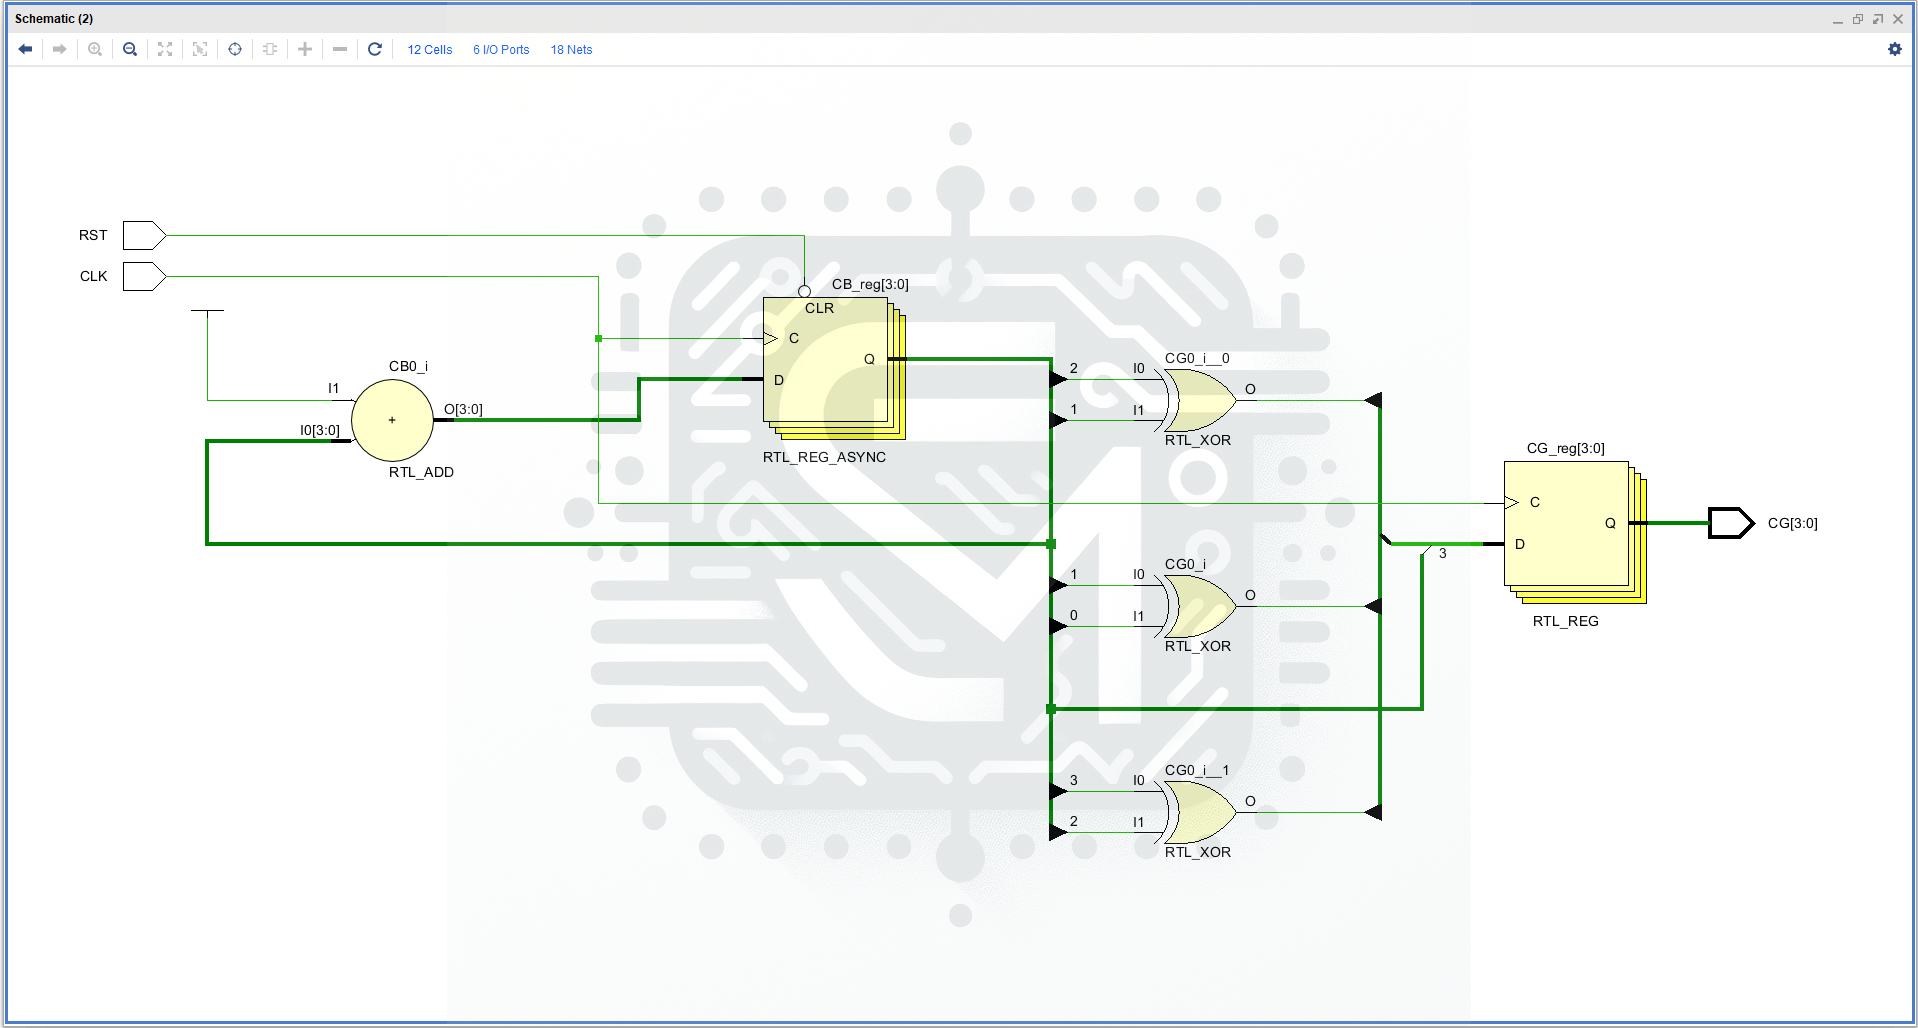 Schematic (2)
12 Cells 6 I/O Ports 18 Nets
RST
CLK
CB_reg[3:0]
CLR
C
Q
D
RTL_REG_ASYNC
CB0_i
I1
+
O[3:0]
I0[3:0]
RTL_ADD
CG0_i__0
2 I0
O
1 I1
RTL_XOR
CG0_i
1 I0
O
0 I1
RTL_XOR
CG0_i__1
3 I0
O
2 I1
RTL_XOR
3
CG_reg[3:0]
C
Q
D
RTL_REG
CG[3:0]